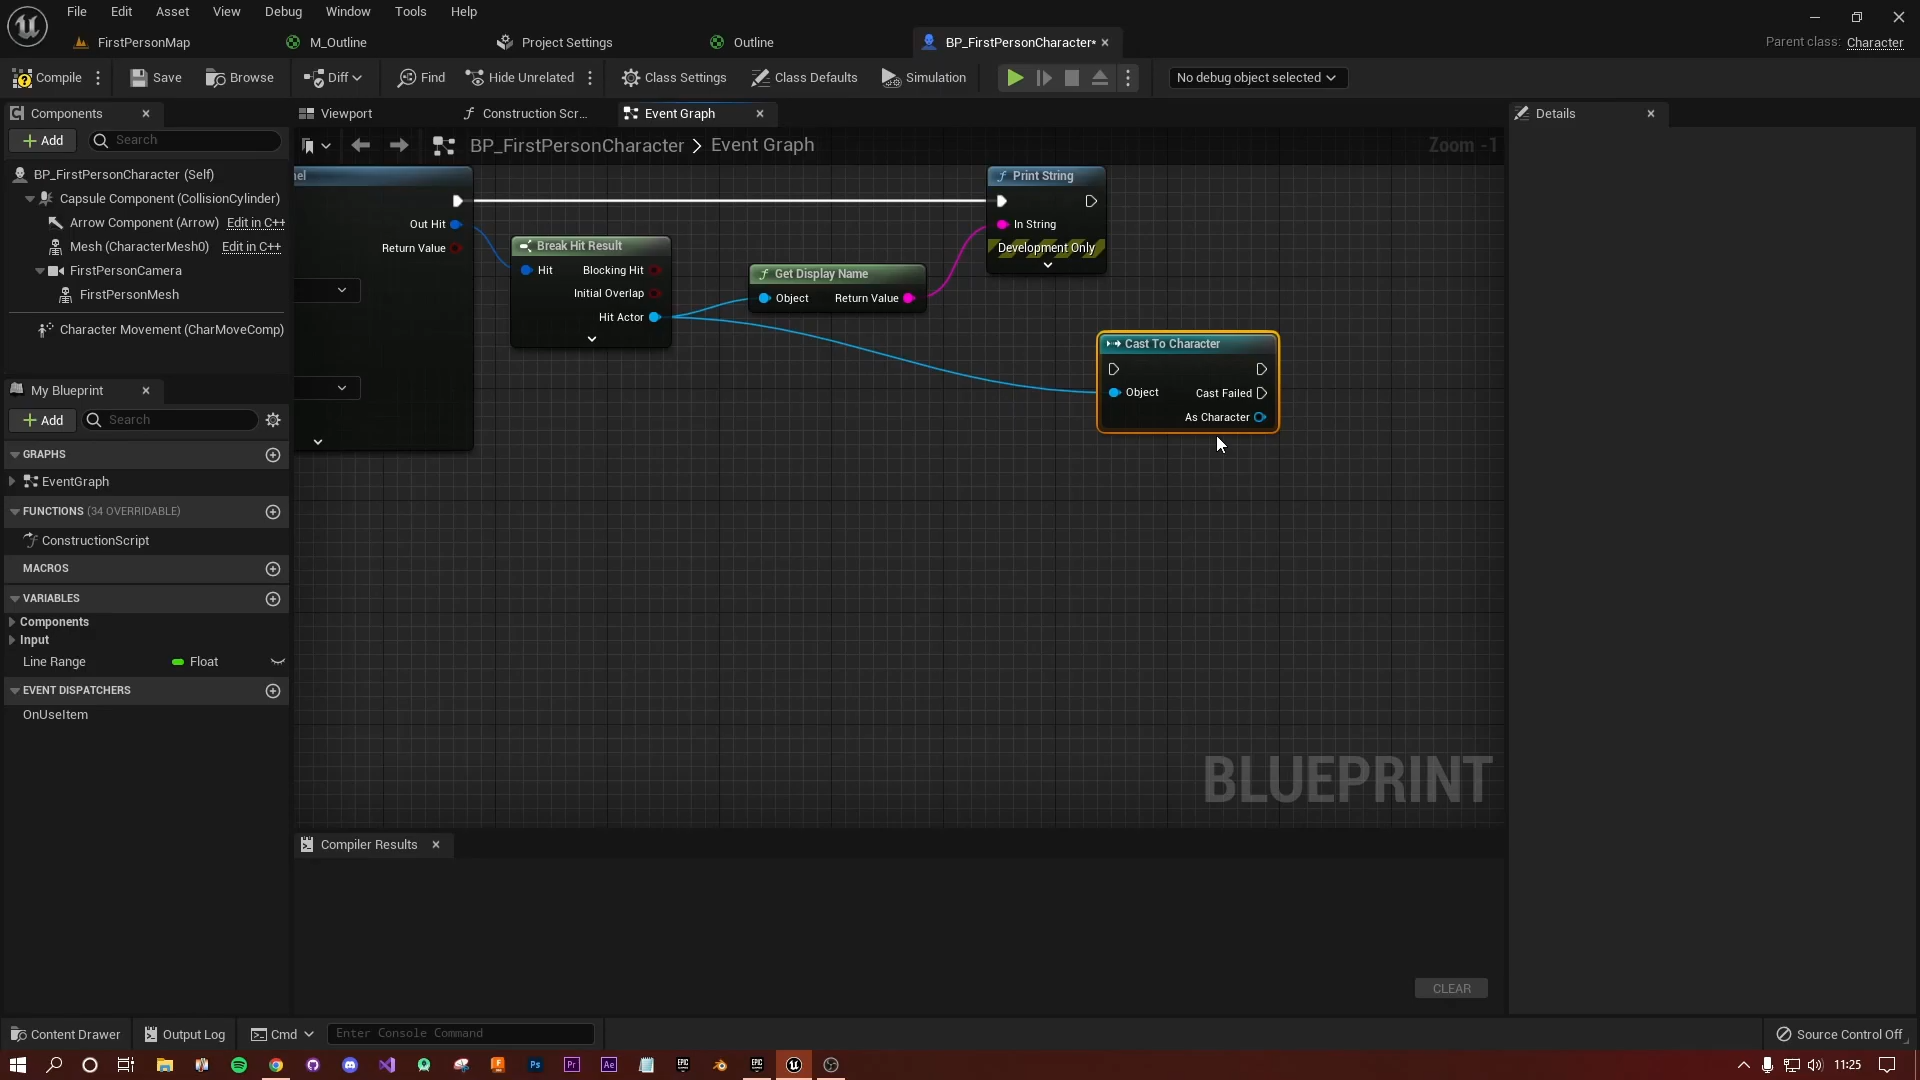 File Edit Asset View Debug Window Tools Help
FirstPersonMap M_Outline Project Settings Outline BP_FirstPersonCharacter* Parent class: Character
Compile Save Browse Diff Find Hide Unrelated Class Settings Class Defaults Simulation No debug object selected
Components
Viewport Construction Scr... Event Graph
Details
Add Search
BP_FirstPersonCharacter > Event Graph Zoom -1
BP_FirstPersonCharacter (Self)
Capsule Component (CollisionCylinder)
Arrow Component (Arrow) Edit in C++
Mesh (CharacterMesh0) Edit in C++
FirstPersonCamera
FirstPersonMesh
Character Movement (CharMoveComp)
nel
Out Hit
Return Value
Break Hit Result
Hit Blocking Hit
Initial Overlap
Hit Actor
Get Display Name
Object Return Value
Print String
In String
Development Only
Cast To Character
Object Cast Failed
As Character
My Blueprint
Add Search
GRAPHS
EventGraph
FUNCTIONS (34 OVERRIDABLE)
ConstructionScript
MACROS
VARIABLES
Components
Input
Line Range Float
EVENT DISPATCHERS
OnUseItem
BLUEPRINT
Compiler Results
CLEAR
Content Drawer Output Log Cmd Enter Console Command Source Control Off
Ps Pr Ae EPIC EPIC 11:25